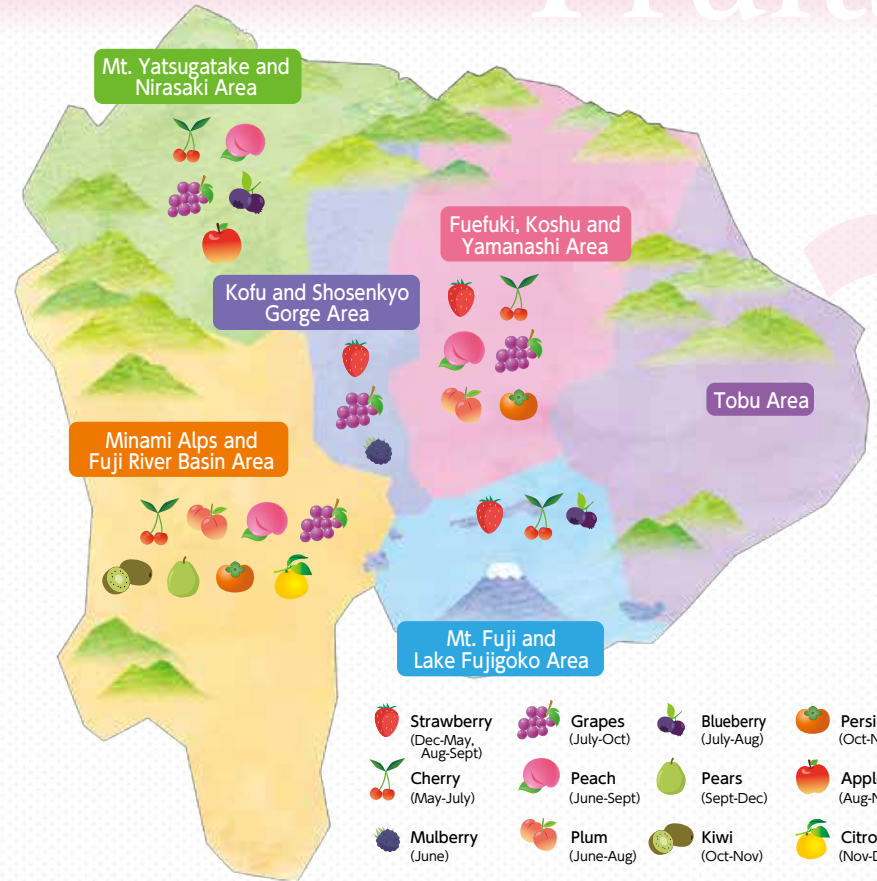 Mt. Yatsugatake and
Nirasaki Area
Fuefuki, Koshu and
Yamanashi Area
Kofu and Shosenkyo
Gorge Area
Tobu Area
Minami Alps and
Fuji River Basin Area
Mt. Fuji and
Lake Fujigoko Area
Strawberry
(Dec-May,
Aug-Sept)
Grapes
(July-Oct)
Blueberry
(July-Aug)
Cherry
(May-July)
Peach
(June-Sept)
Pears
(Sept-Dec)
Mulberry
(June)
Plum
(June-Aug)
Kiwi
(Oct-Nov)